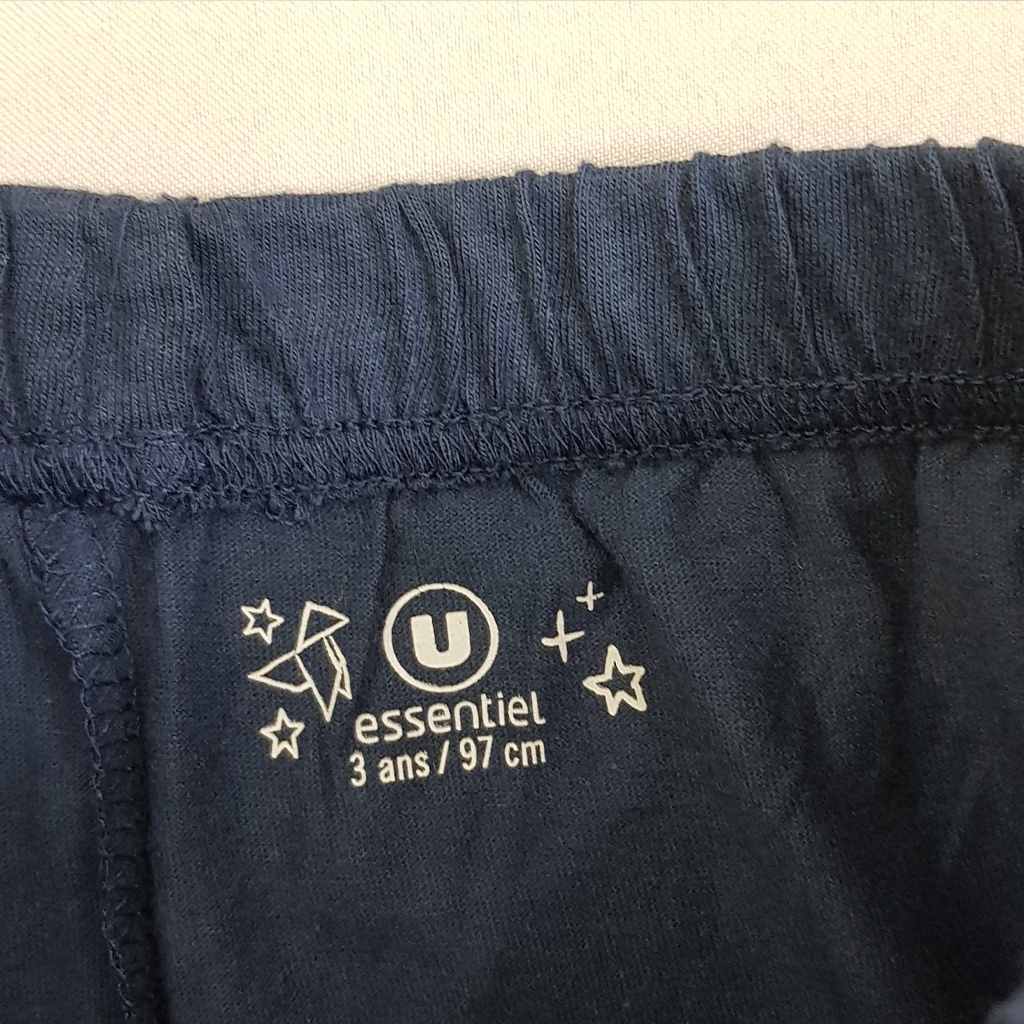 U
essentiel
3 ans / 97 cm